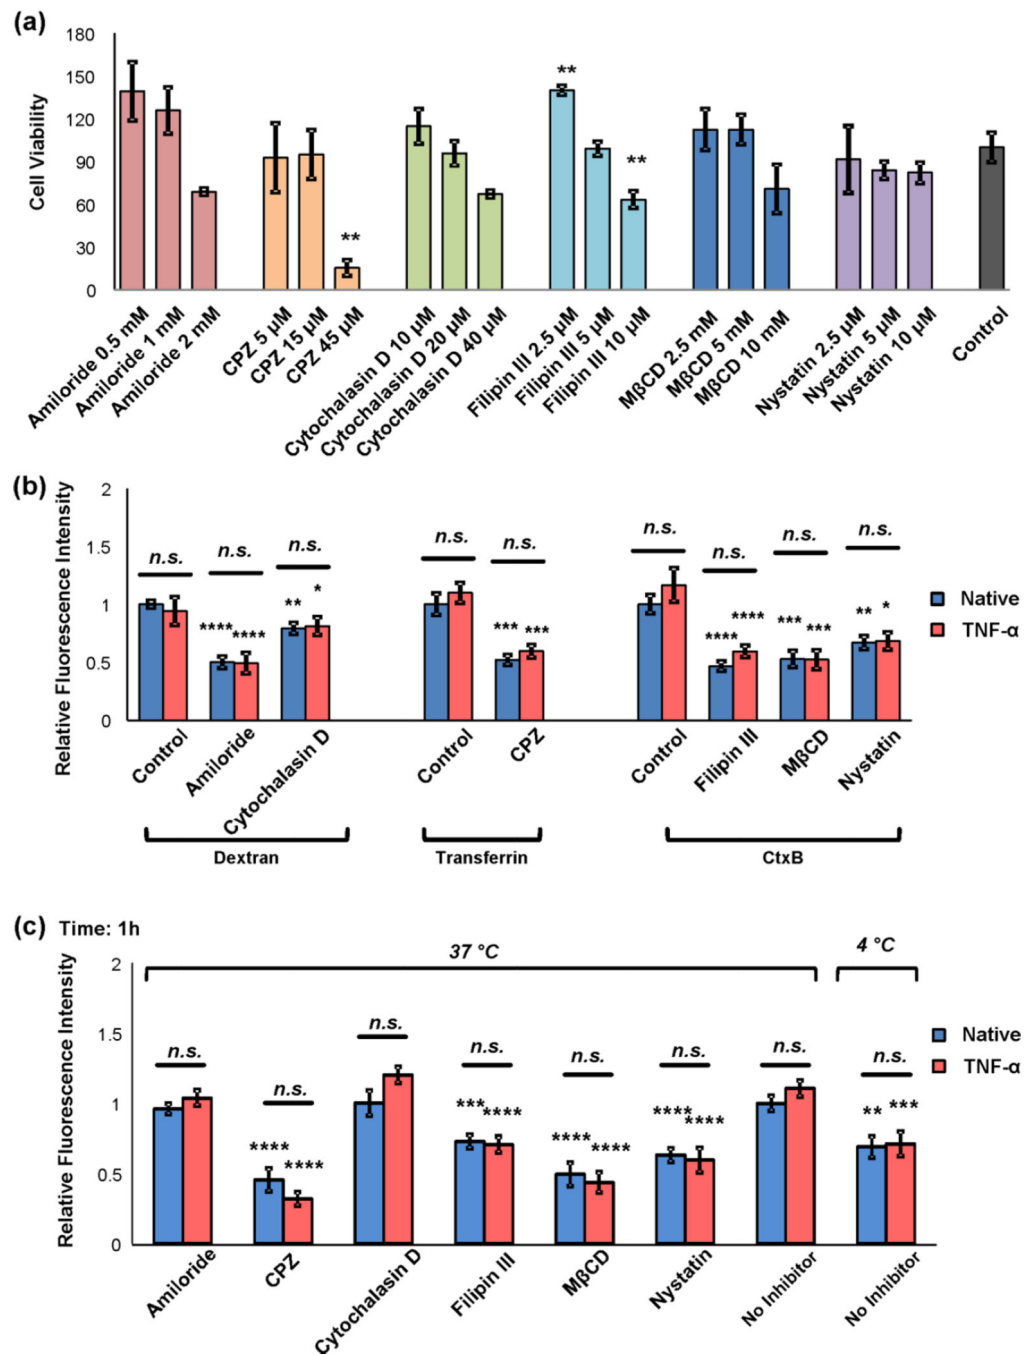 (a)
Cell Viability
180
150
120
90
60
30
0
**
**
**
Amiloride 0.5 mM
Amiloride 1 mM
Amiloride 2 mM
CPZ 5 µM
CPZ 15 µM
CPZ 45 µM
Cytochalasin D 10 µM
Cytochalasin D 20 µM
Cytochalasin D 40 µM
Filipin III 2.5 µM
Filipin III 5 µM
Filipin III 10 µM
MβCD 2.5 mM
MβCD 5 mM
MβCD 10 mM
Nystatin 2.5 µM
Nystatin 5 µM
Nystatin 10 µM
Control
(b)
Relative Fluorescence Intensity
2
1.5
1
0.5
0
n.s. n.s. n.s. n.s. n.s. n.s. n.s. n.s. n.s.
**** **** ** * *** *** **** **** *** *** ** *
Native
TNF-α
Control
Amiloride
Cytochalasin D
Control
CPZ
Control
Filipin III
MβCD
Nystatin
Dextran
Transferrin
CtxB
(c) Time: 1h
37 °C
4 °C
Relative Fluorescence Intensity
2
1.5
1
0.5
0
n.s. n.s. n.s. n.s. n.s. n.s. n.s. n.s.
**** **** *** **** **** **** **** **** ** ***
Native
TNF-α
Amiloride
CPZ
Cytochalasin D
Filipin III
MβCD
Nystatin
No Inhibitor
No Inhibitor